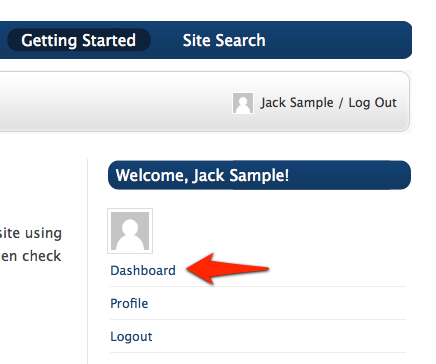 Getting Started Site Search
Jack Sample / Log Out
Welcome, Jack Sample!
site using
en check
Dashboard
Profile
Logout